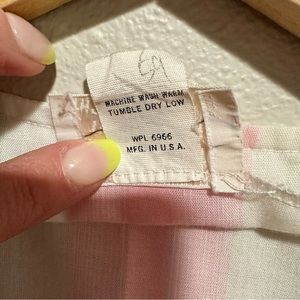 MACHINE WASH WARM
TUMBLE DRY LOW
WPL 6966
MFG. IN U.S.A.